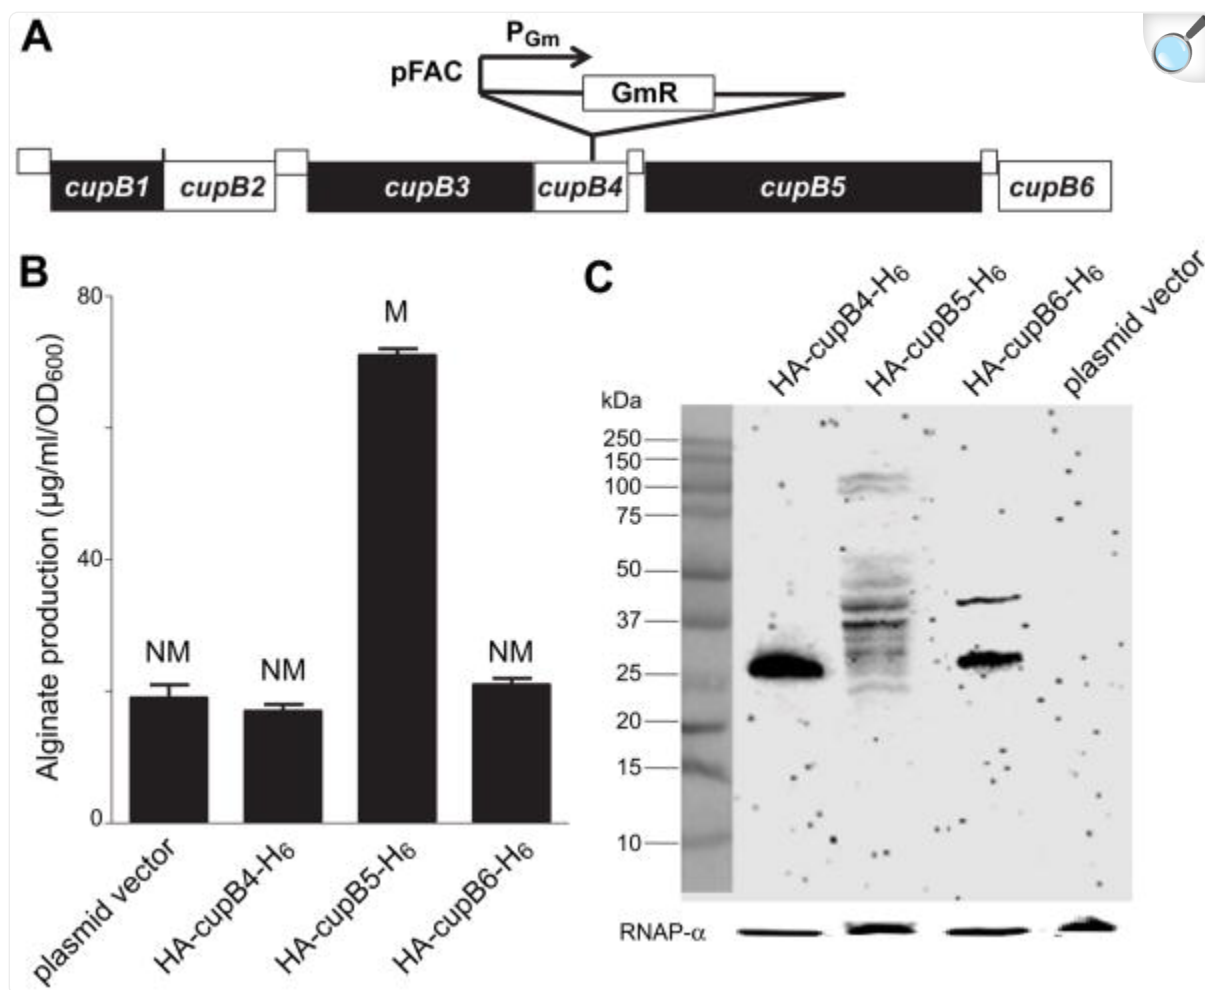 A
P_Gm
pFAC
GmR
cupB1 cupB2 cupB3 cupB4 cupB5 cupB6
B
Alginate production (µg/ml/OD600)
80
40
0
NM
NM
M
NM
plasmid vector
HA-cupB4-H6
HA-cupB5-H6
HA-cupB6-H6
C
HA-cupB4-H6
HA-cupB5-H6
HA-cupB6-H6
plasmid vector
kDa
250
150
100
75
50
37
25
20
15
10
RNAP-α